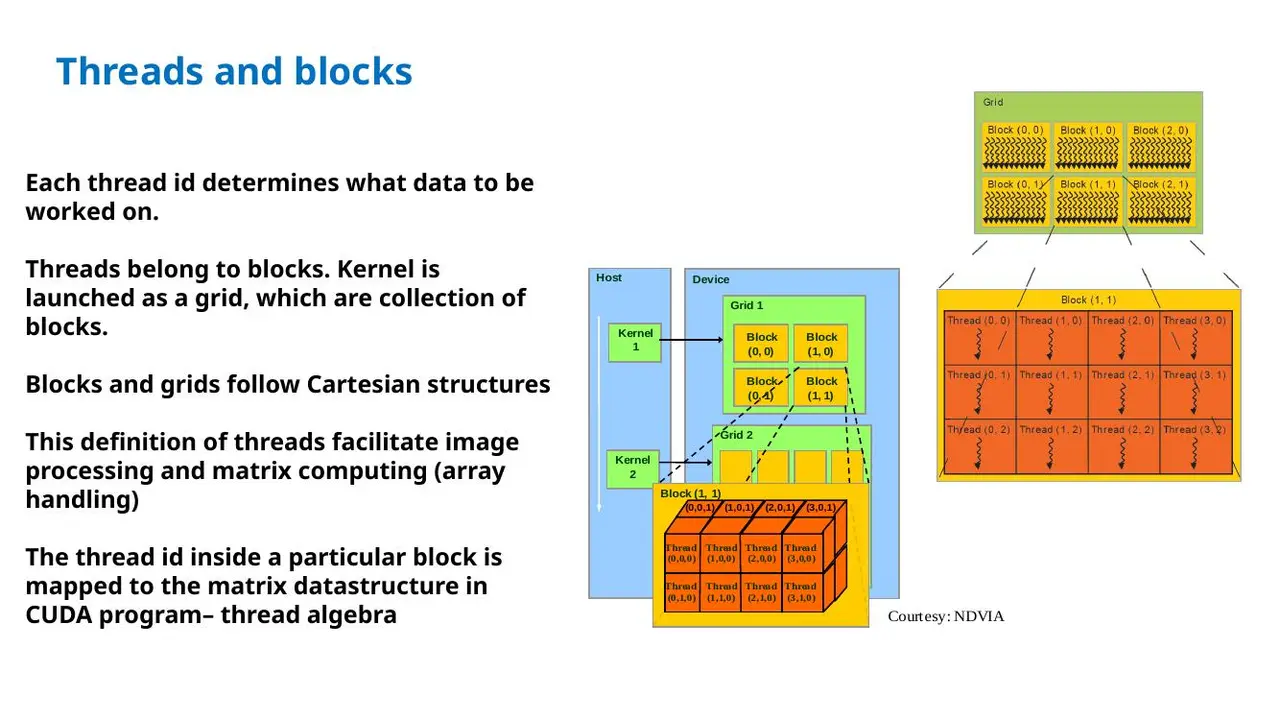 Threads and blocks
Each thread id determines what data to be
worked on.
Threads belong to blocks. Kernel is
launched as a grid, which are collection of
blocks.
Blocks and grids follow Cartesian structures
This definition of threads facilitate image
processing and matrix computing (array
handling)
The thread id inside a particular block is
mapped to the matrix datastructure in
CUDA program– thread algebra
Host
Device
Grid 1
Kernel
1
Block
(0, 0)
Block
(1, 0)
Block
(0, 1)
Block
(1, 1)
Grid 2
Kernel
2
Block (1, 1)
(0,0,1) (1,0,1) (2,0,1) (3,0,1)
Thread Thread Thread Thread
(0,0,0) (1,0,0) (2,0,0) (3,0,0)
Thread Thread Thread Thread
(0,1,0) (1,1,0) (2,1,0) (3,1,0)
Courtesy: NDVIA
Grid
Block (0, 0) Block (1, 0) Block (2, 0)
Block (0, 1) Block (1, 1) Block (2, 1)
Block (1, 1)
Thread (0, 0) Thread (1, 0) Thread (2, 0) Thread (3, 0)
Thread (0, 1) Thread (1, 1) Thread (2, 1) Thread (3, 1)
Thread (0, 2) Thread (1, 2) Thread (2, 2) Thread (3, 2)